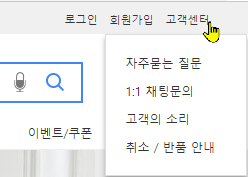 로그인 회원가입 고객센터
자주묻는 질문
1:1 채팅문의
고객의 소리
이벤트/쿠폰
취소 / 반품 안내